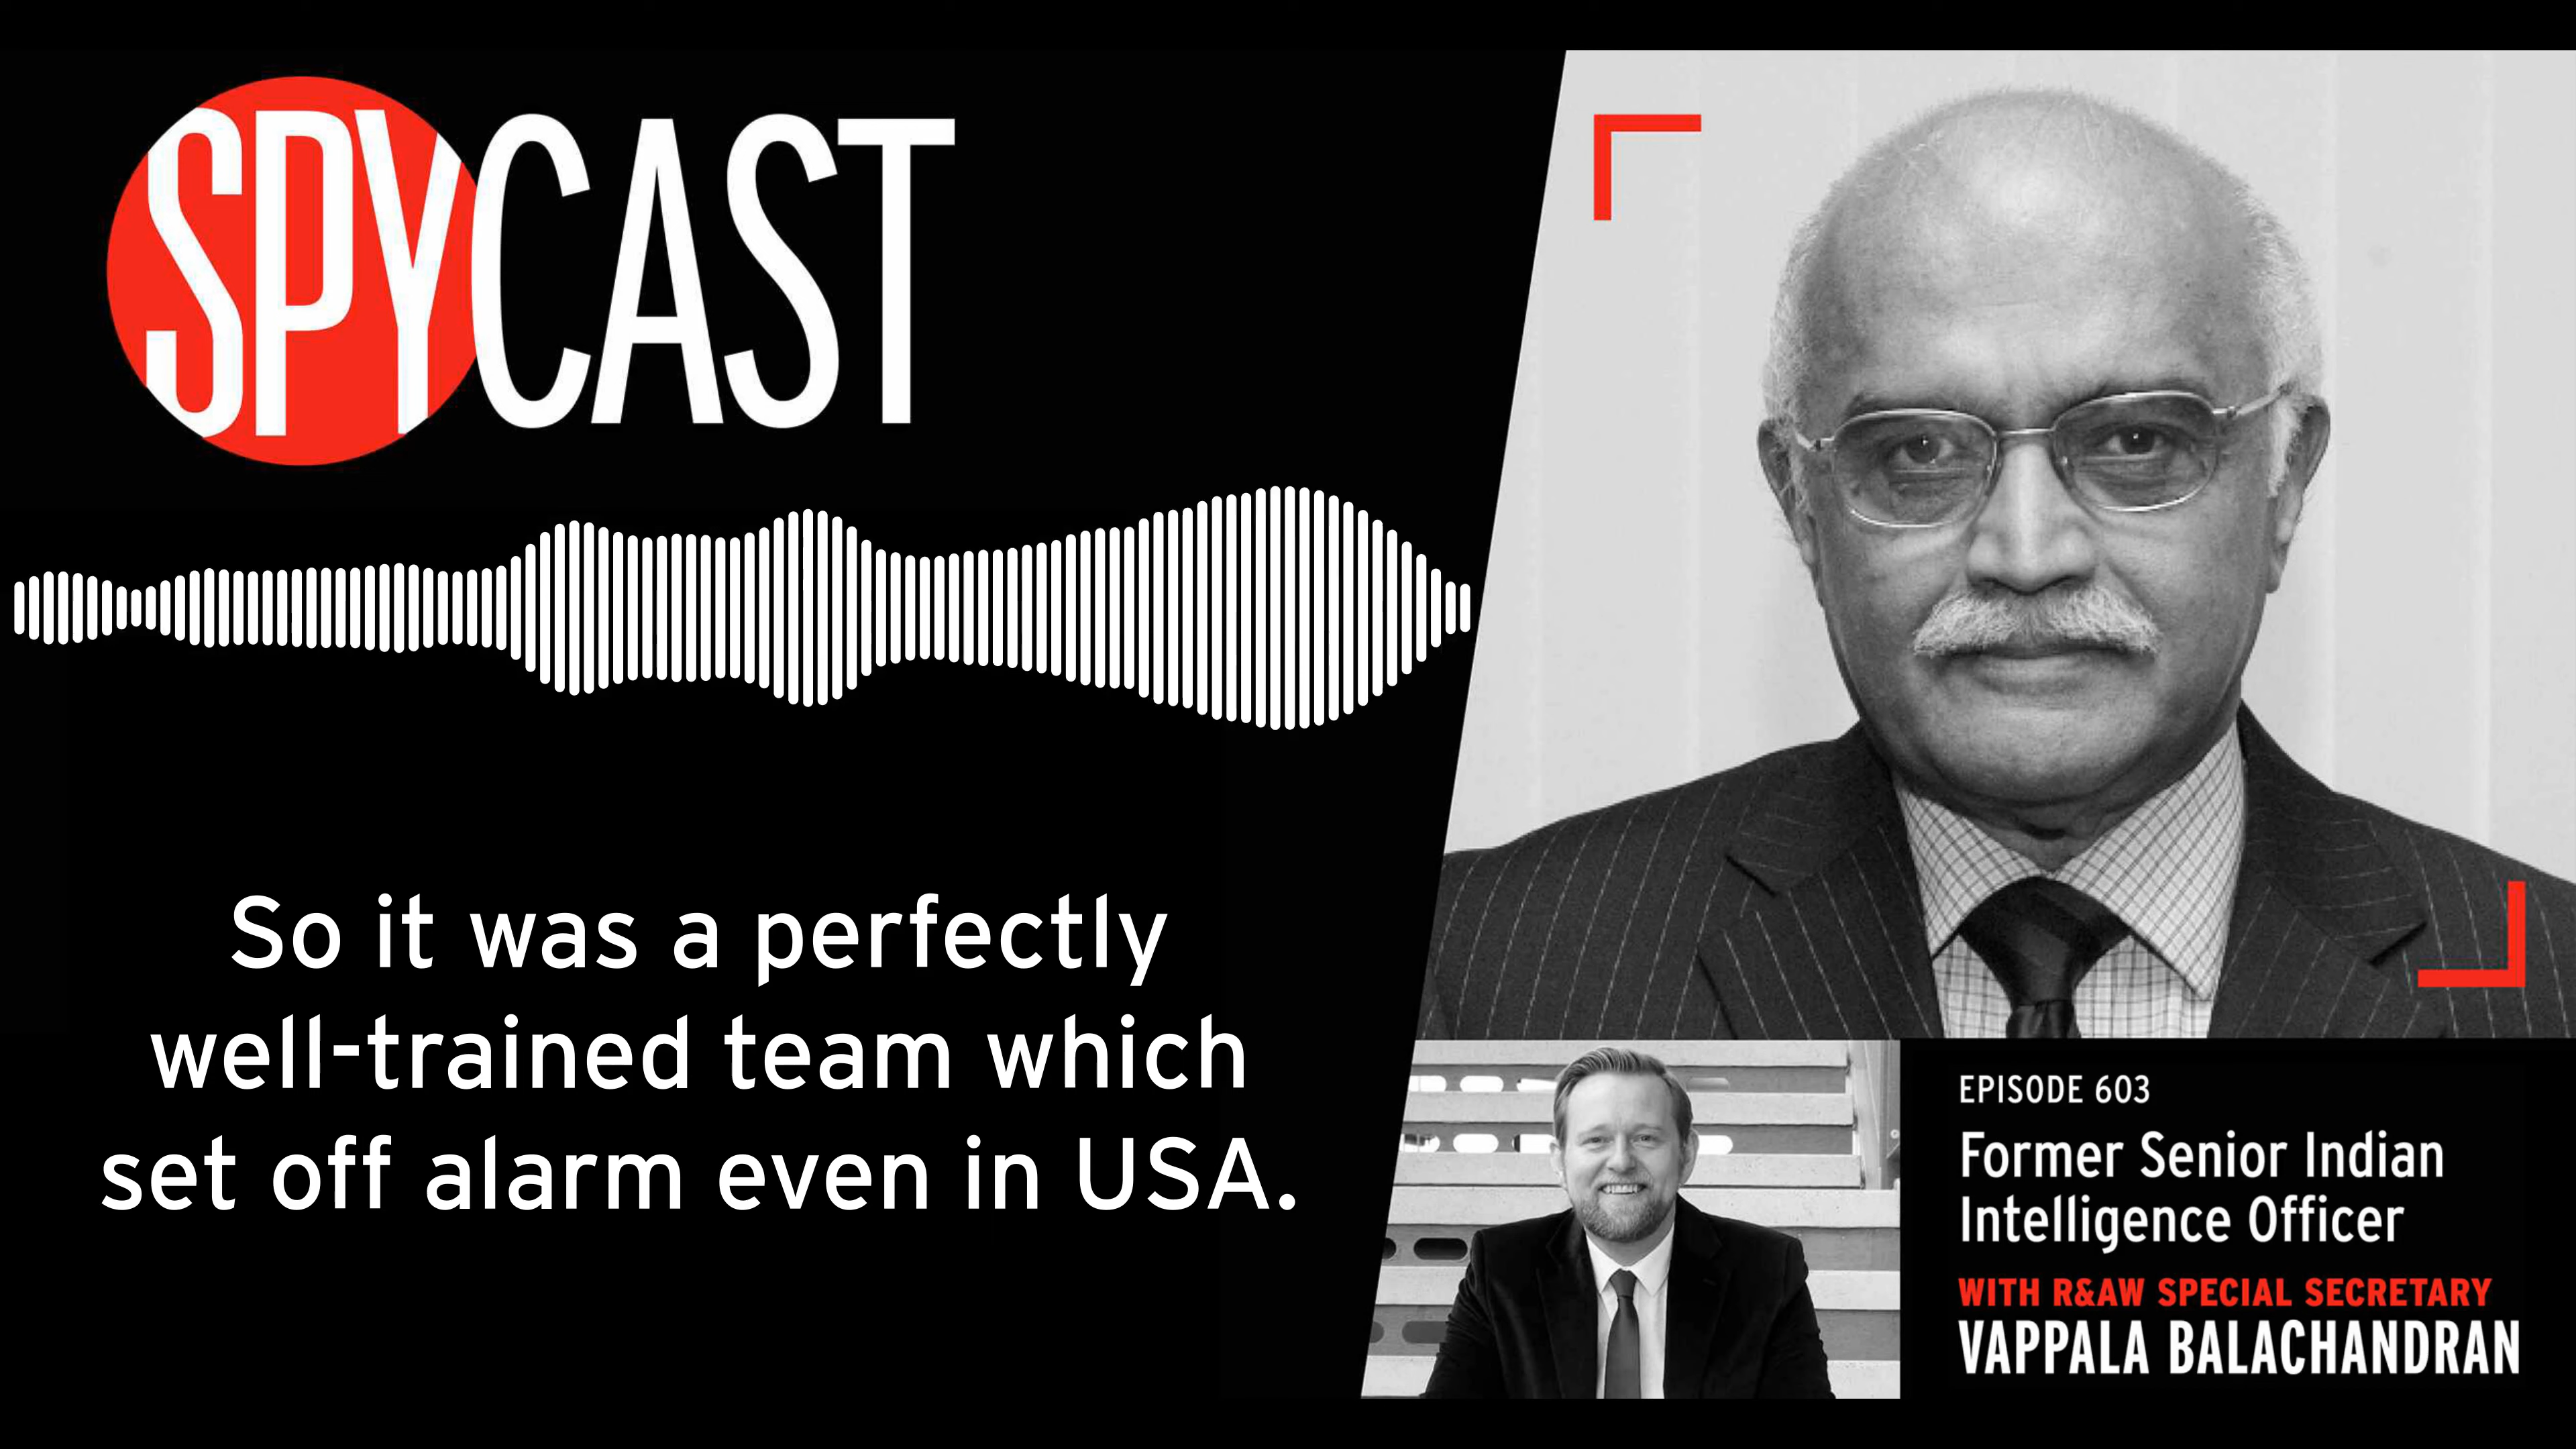 SPYCAST
So it was a perfectly
well-trained team which
set off alarm even in USA.
EPISODE 603
Former Senior Indian
Intelligence Officer
WITH R&AW SPECIAL SECRETARY
VAPPALA BALACHANDRAN